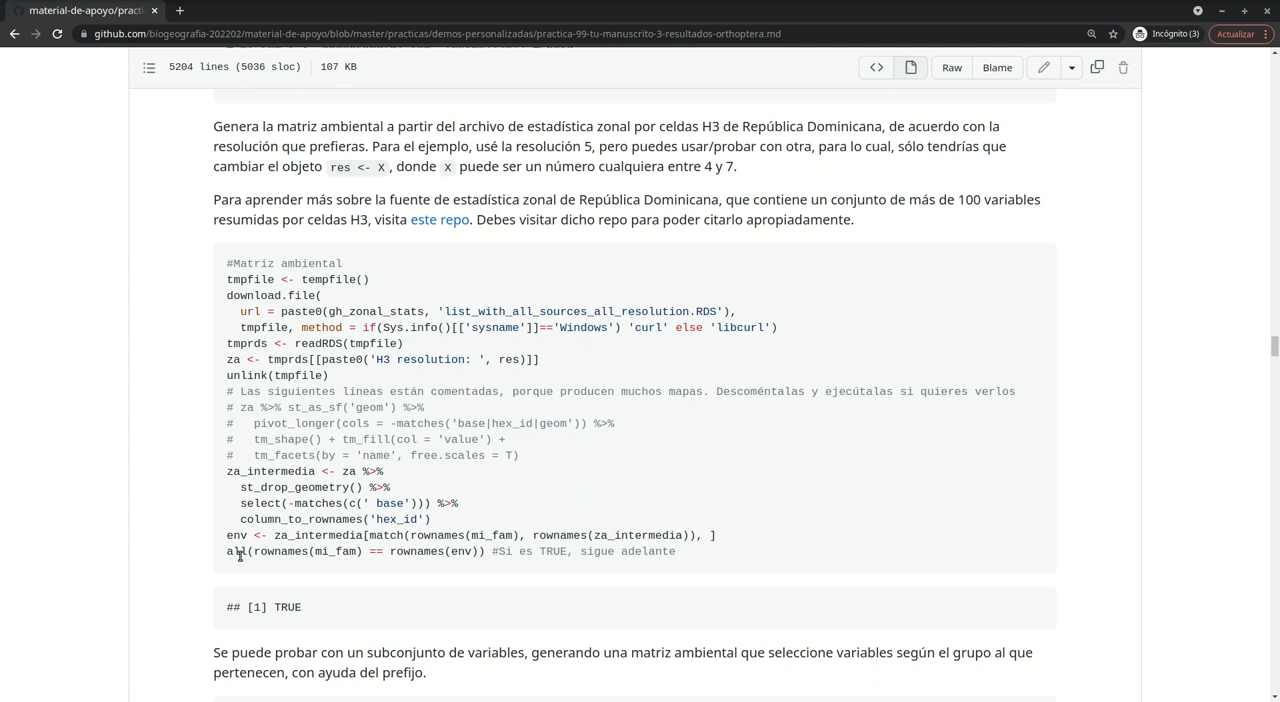 material-de-apoyo/practi
github.com/biogeografia-202202/material-de-apoyo/blob/master/practicas/demos-personalizadas/practica-99-tu-manuscrito-3-resultados-orthoptera.md
Incógnito (3)
Actualizar
5204 lines (5036 sloc) 107 KB
Raw
Blame
Genera la matriz ambiental a partir del archivo de estadística zonal por celdas H3 de República Dominicana, de acuerdo con la
resolución que prefieras. Para el ejemplo, usé la resolución 5, pero puedes usar/probar con otra, para lo cual, sólo tendrías que
cambiar el objeto res <- X, donde X puede ser un número cualquiera entre 4 y 7.
Para aprender más sobre la fuente de estadística zonal de República Dominicana, que contiene un conjunto de más de 100 variables
resumidas por celdas H3, visita este repo. Debes visitar dicho repo para poder citarlo apropiadamente.
#Matriz ambiental
tmpfile <- tempfile()
download.file(
  url = paste0(gh_zonal_stats, 'list_with_all_sources_all_resolution.RDS'),
  tmpfile, method = if(Sys.info()[['sysname']]=='Windows') 'curl' else 'libcurl')
tmprds <- readRDS(tmpfile)
za <- tmprds[[paste0('H3 resolution: ', res)]]
unlink(tmpfile)
# Las siguientes líneas están comentadas, porque producen muchos mapas. Descoméntalas y ejecútalas si quieres verlos
# za %>% st_as_sf('geom') %>%
#   pivot_longer(cols = -matches('base|hex_id|geom')) %>%
#   tm_shape() + tm_fill(col = 'value') +
#   tm_facets(by = 'name', free.scales = T)
za_intermedia <- za %>%
  st_drop_geometry() %>%
  select(-matches(c(' base'))) %>%
  column_to_rownames('hex_id')
env <- za_intermedia[match(rownames(mi_fam), rownames(za_intermedia)), ]
all(rownames(mi_fam) == rownames(env)) #Si es TRUE, sigue adelante
## [1] TRUE
Se puede probar con un subconjunto de variables, generando una matriz ambiental que seleccione variables según el grupo al que
pertenecen, con ayuda del prefijo.